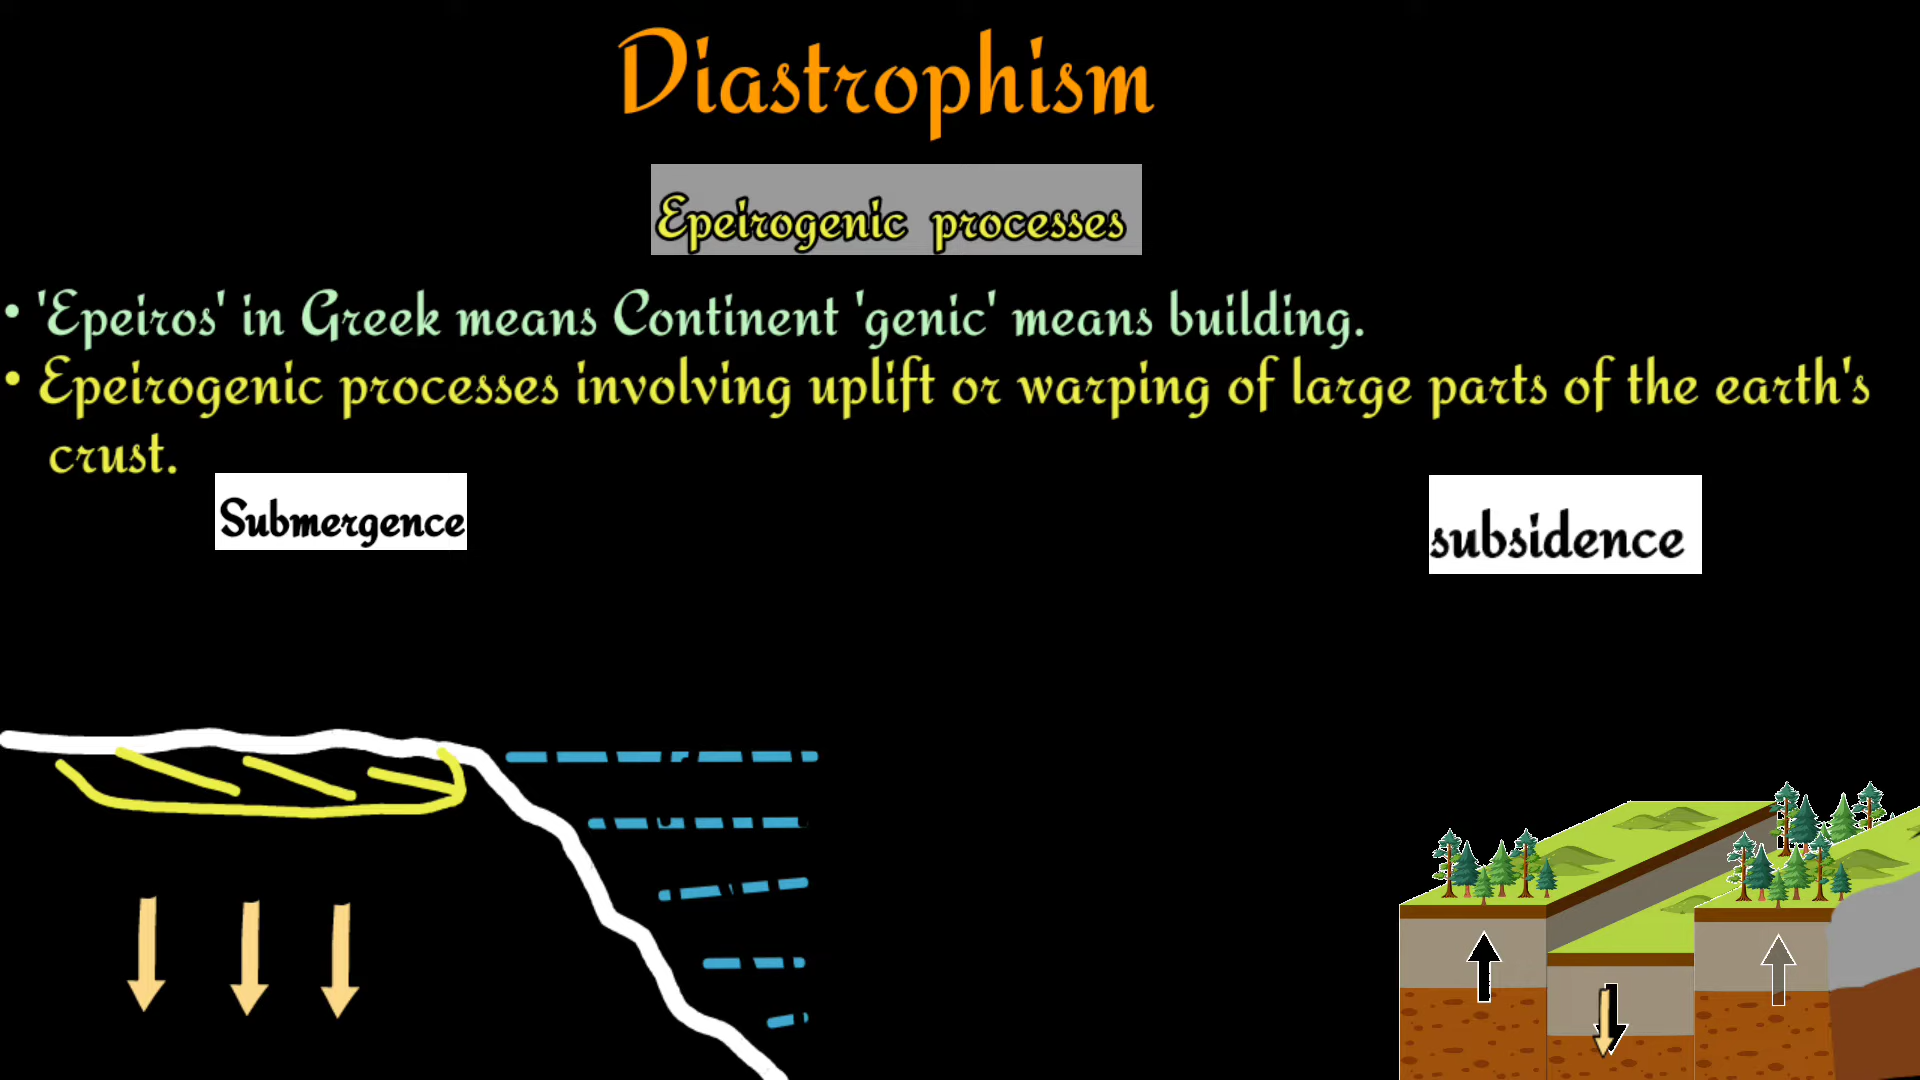 Diastrophism
Epeirogenic processes
• 'Epeiros' in Greek means Continent 'genic' means building.
• Epeirogenic processes involving uplift or warping of large parts of the earth's
crust.
Submergence
subsidence